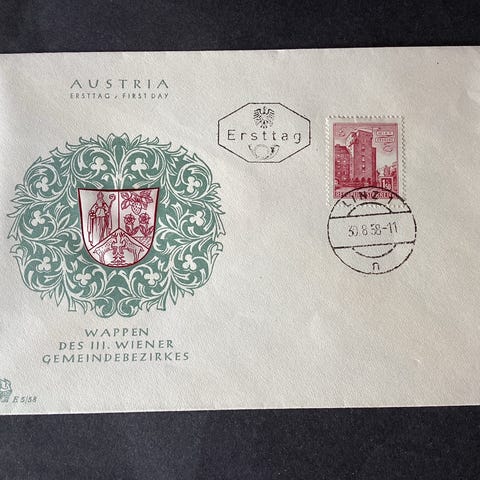 AUSTRIA
ERSTTAG / FIRST DAY
Ersttag
LINZ
30.8.58-11
n
WAPPEN
DES III. WIENER
GEMEINDEBEZIRKES
E 5/58